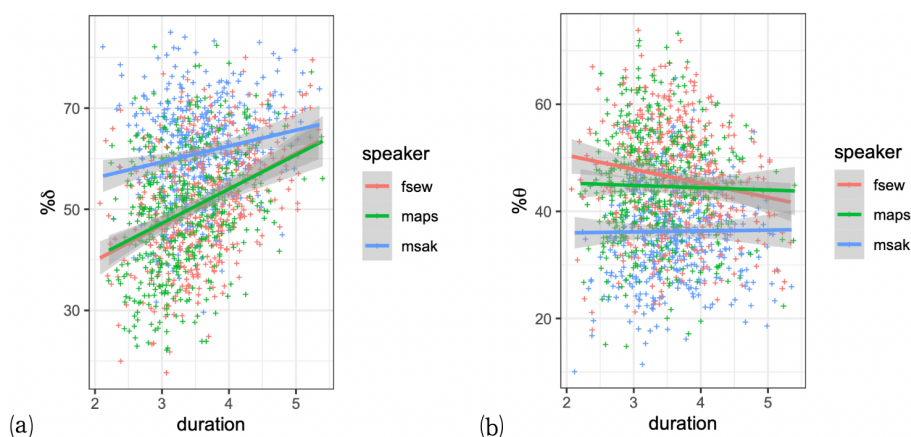 70
50
30
%δ
2 3 4 5
duration
speaker
fsew
maps
msak
(a)
60
40
20
%θ
2 3 4 5
duration
speaker
fsew
maps
msak
(b)